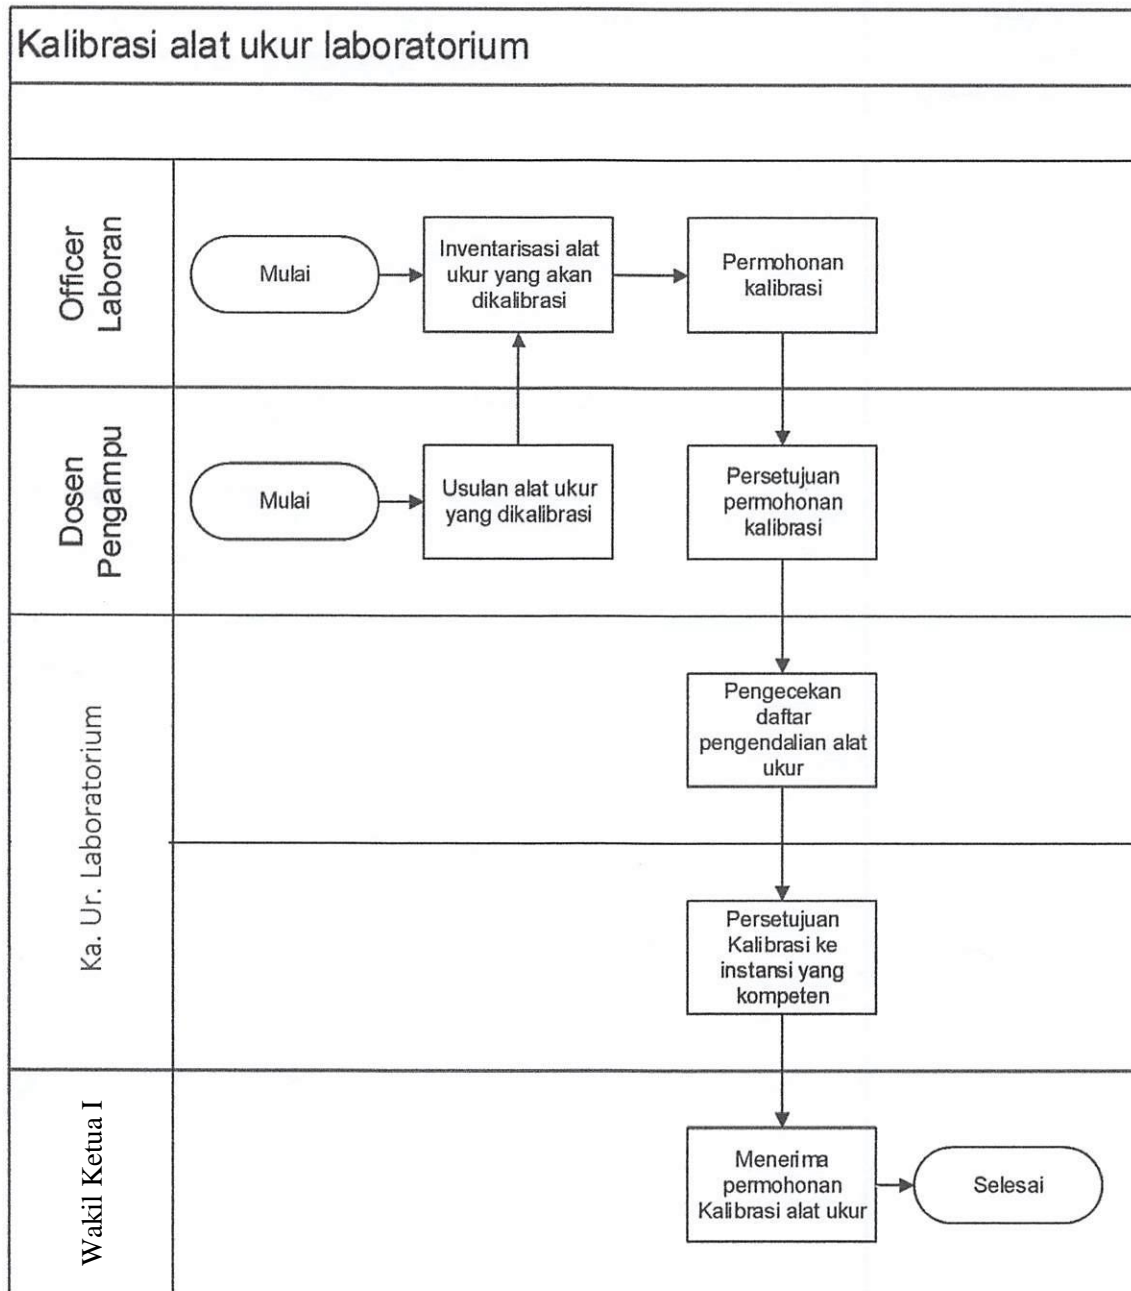 Kalibrasi alat ukur laboratorium
Officer
Laboran
Mulai
Inventarisasi alat
ukur yang akan
dikalibrasi
Permohonan
kalibrasi
Dosen
Pengampu
Mulai
Usulan alat ukur
yang dikalibrasi
Persetujuan
permohonan
kalibrasi
Ka. Ur. Laboratorium
Pengecekan
daftar
pengendalian alat
ukur
Persetujuan
Kalibrasi ke
instansi yang
kompeten
Wakil Ketua I
Menerima
permohonan
Kalibrasi alat ukur
Selesai